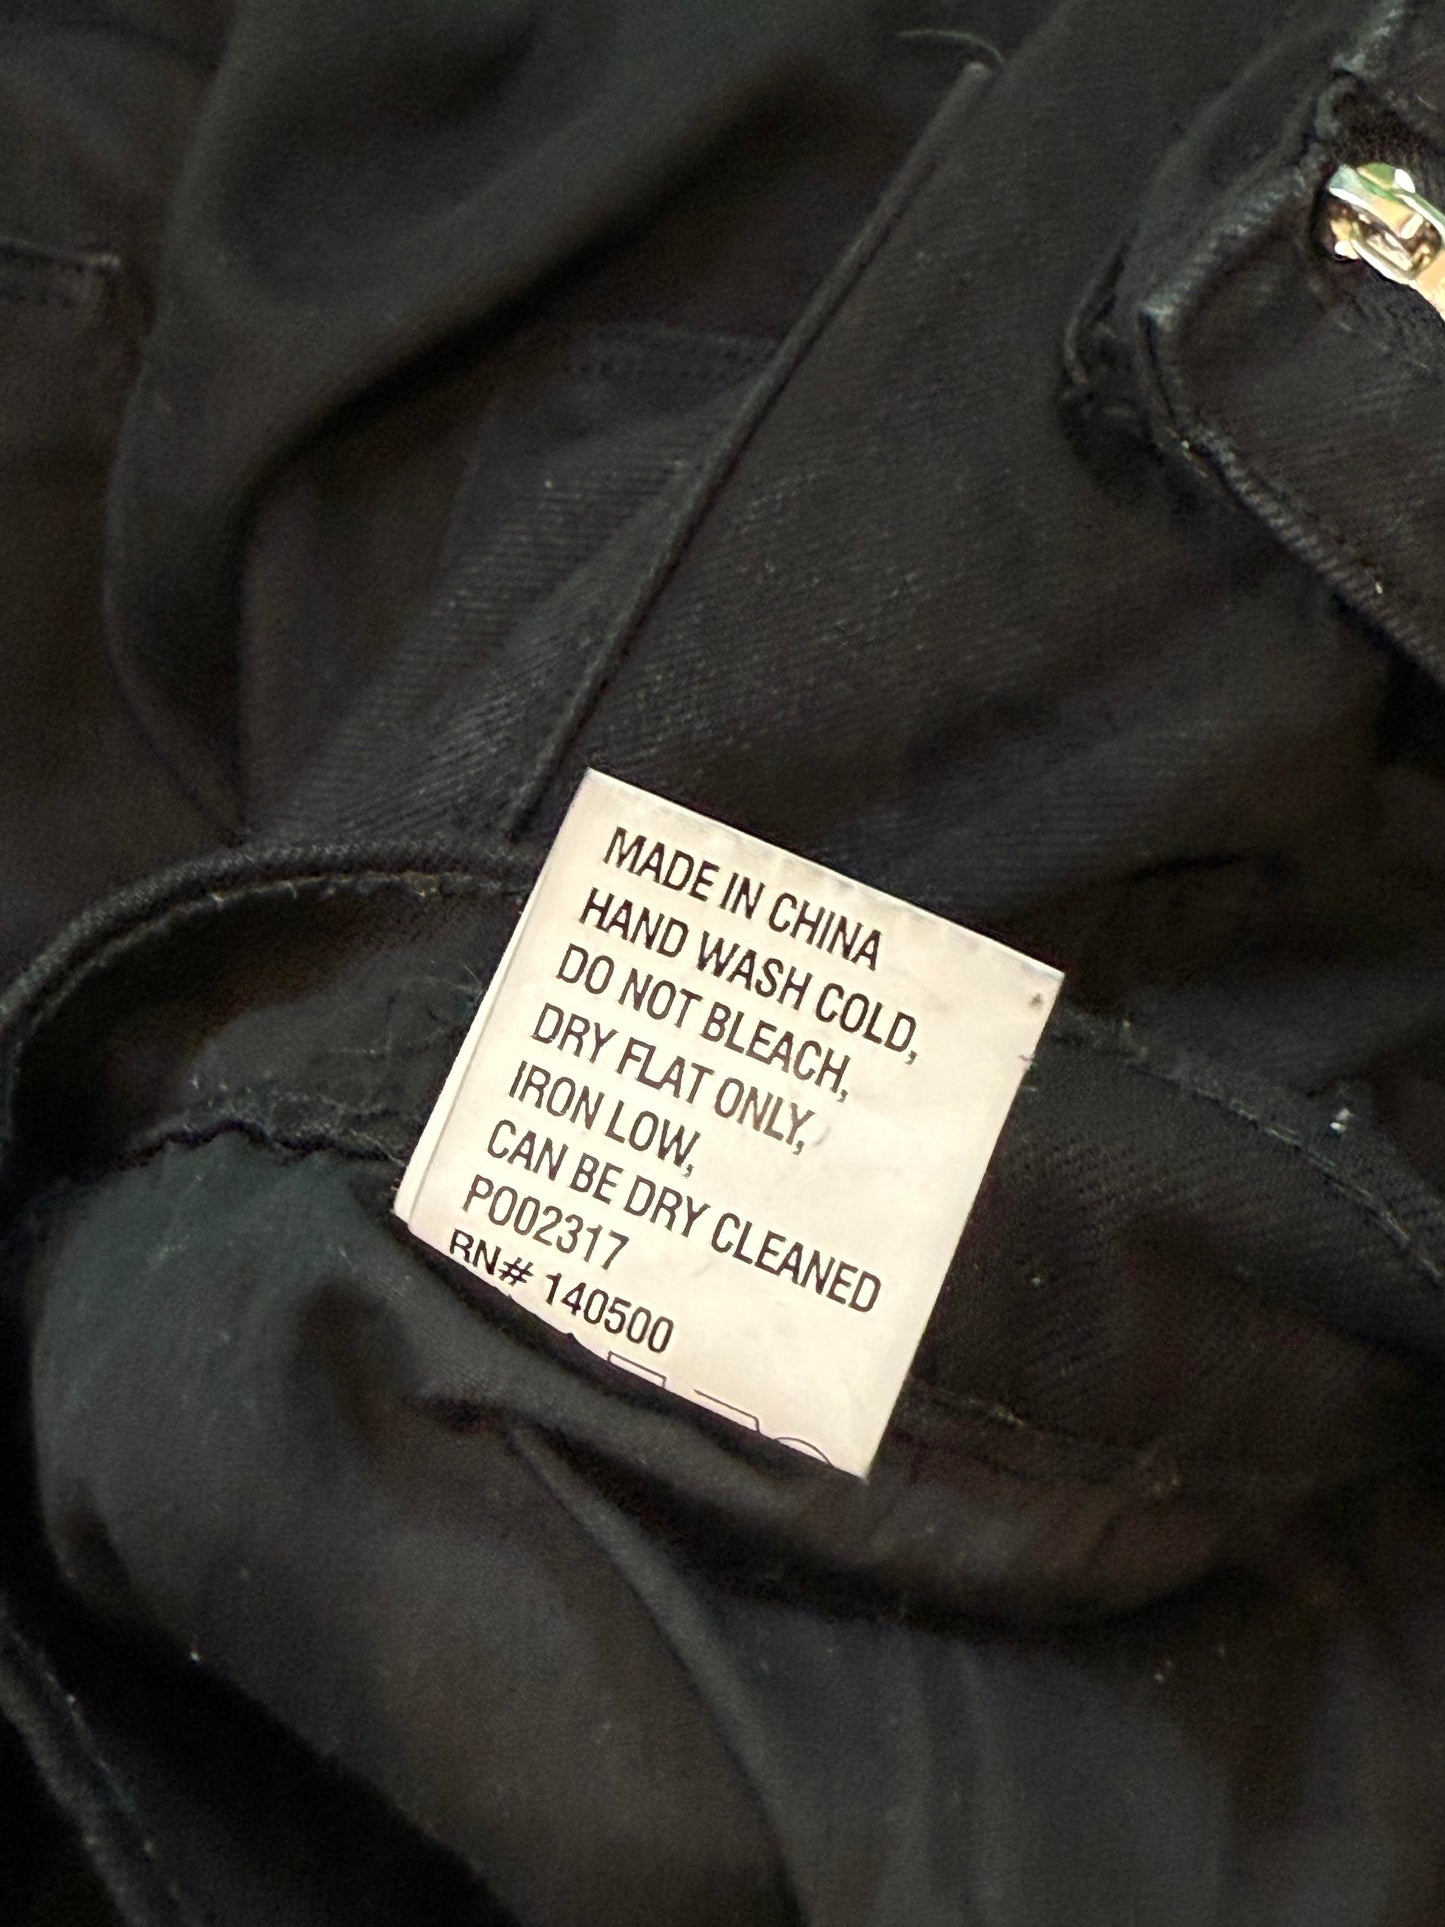 MADE IN CHINA
HAND WASH COLD,
DO NOT BLEACH,
DRY FLAT ONLY,
IRON LOW,
CAN BE DRY CLEANED
PO02317
RN# 140500